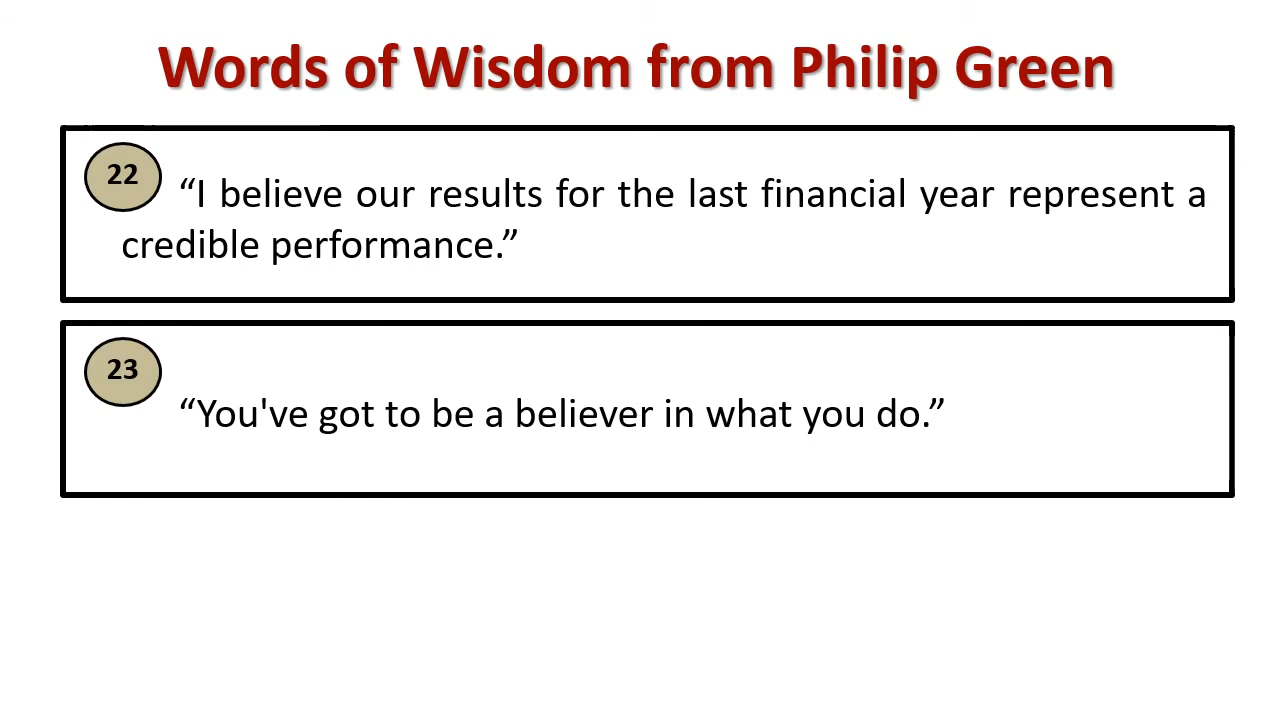 Words of Wisdom from Philip Green
22
“I believe our results for the last financial year represent a
credible performance.”
23
“You've got to be a believer in what you do.”